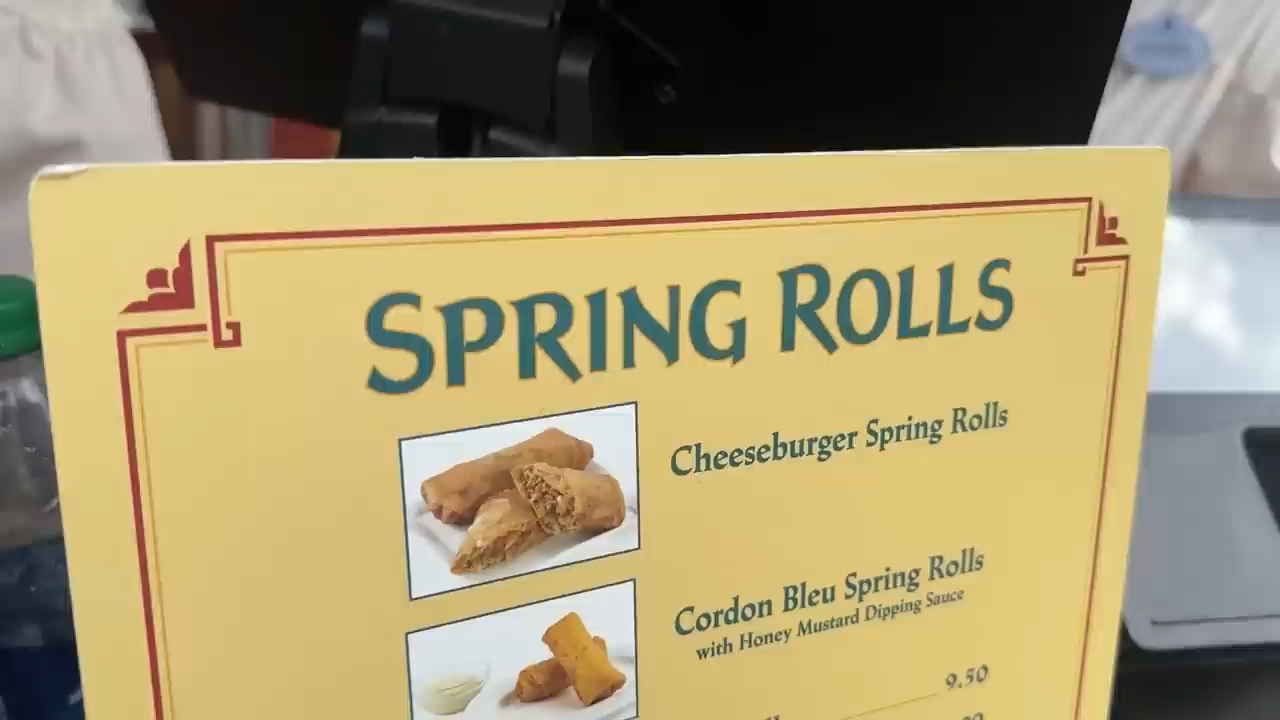 SPRING ROLLS
Cheeseburger Spring Rolls
Cordon Bleu Spring Rolls
with Honey Mustard Dipping Sauce
9.50